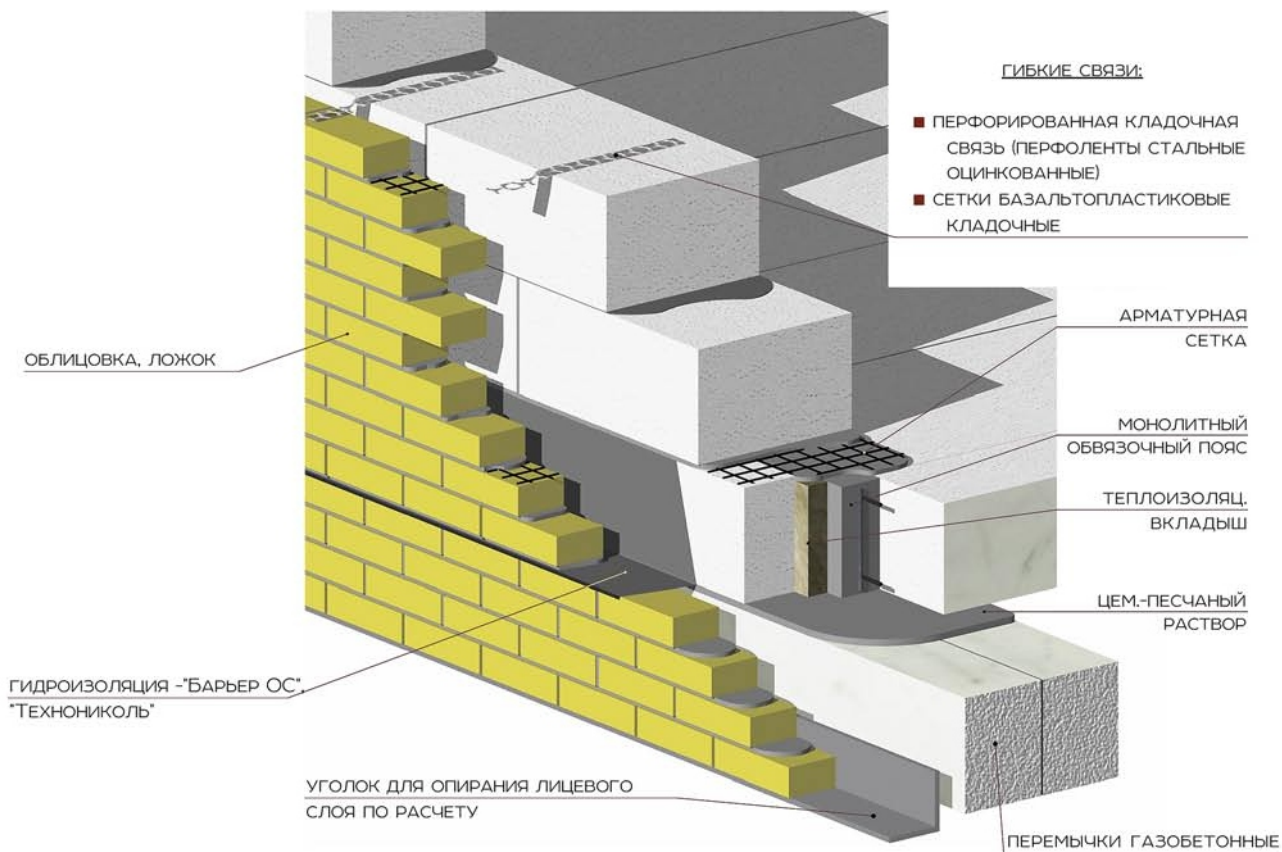 ГИБКИЕ СВЯЗИ:
ПЕРФОРИРОВАННАЯ КЛАДОЧНАЯ
СВЯЗЬ (ПЕРФОЛЕНТЫ СТАЛЬНЫЕ
ОЦИНКОВАННЫЕ)
СЕТКИ БАЗАЛЬТОПЛАСТИКОВЫЕ
КЛАДОЧНЫЕ
АРМАТУРНАЯ
СЕТКА
ОБЛИЦОВКА, ЛОЖОК
МОНОЛИТНЫЙ
ОБВЯЗОЧНЫЙ ПОЯС
ТЕПЛОИЗОЛЯЦ.
ВКЛАДЫШ
ЦЕМ.-ПЕСЧАНЫЙ
РАСТВОР
ГИДРОИЗОЛЯЦИЯ -"БАРЬЕР ОС",
"ТЕХНОНИКОЛЬ"
УГОЛОК ДЛЯ ОПИРАНИЯ ЛИЦЕВОГО
СЛОЯ ПО РАСЧЕТУ
ПЕРЕМЫЧКИ ГАЗОБЕТОННЫЕ